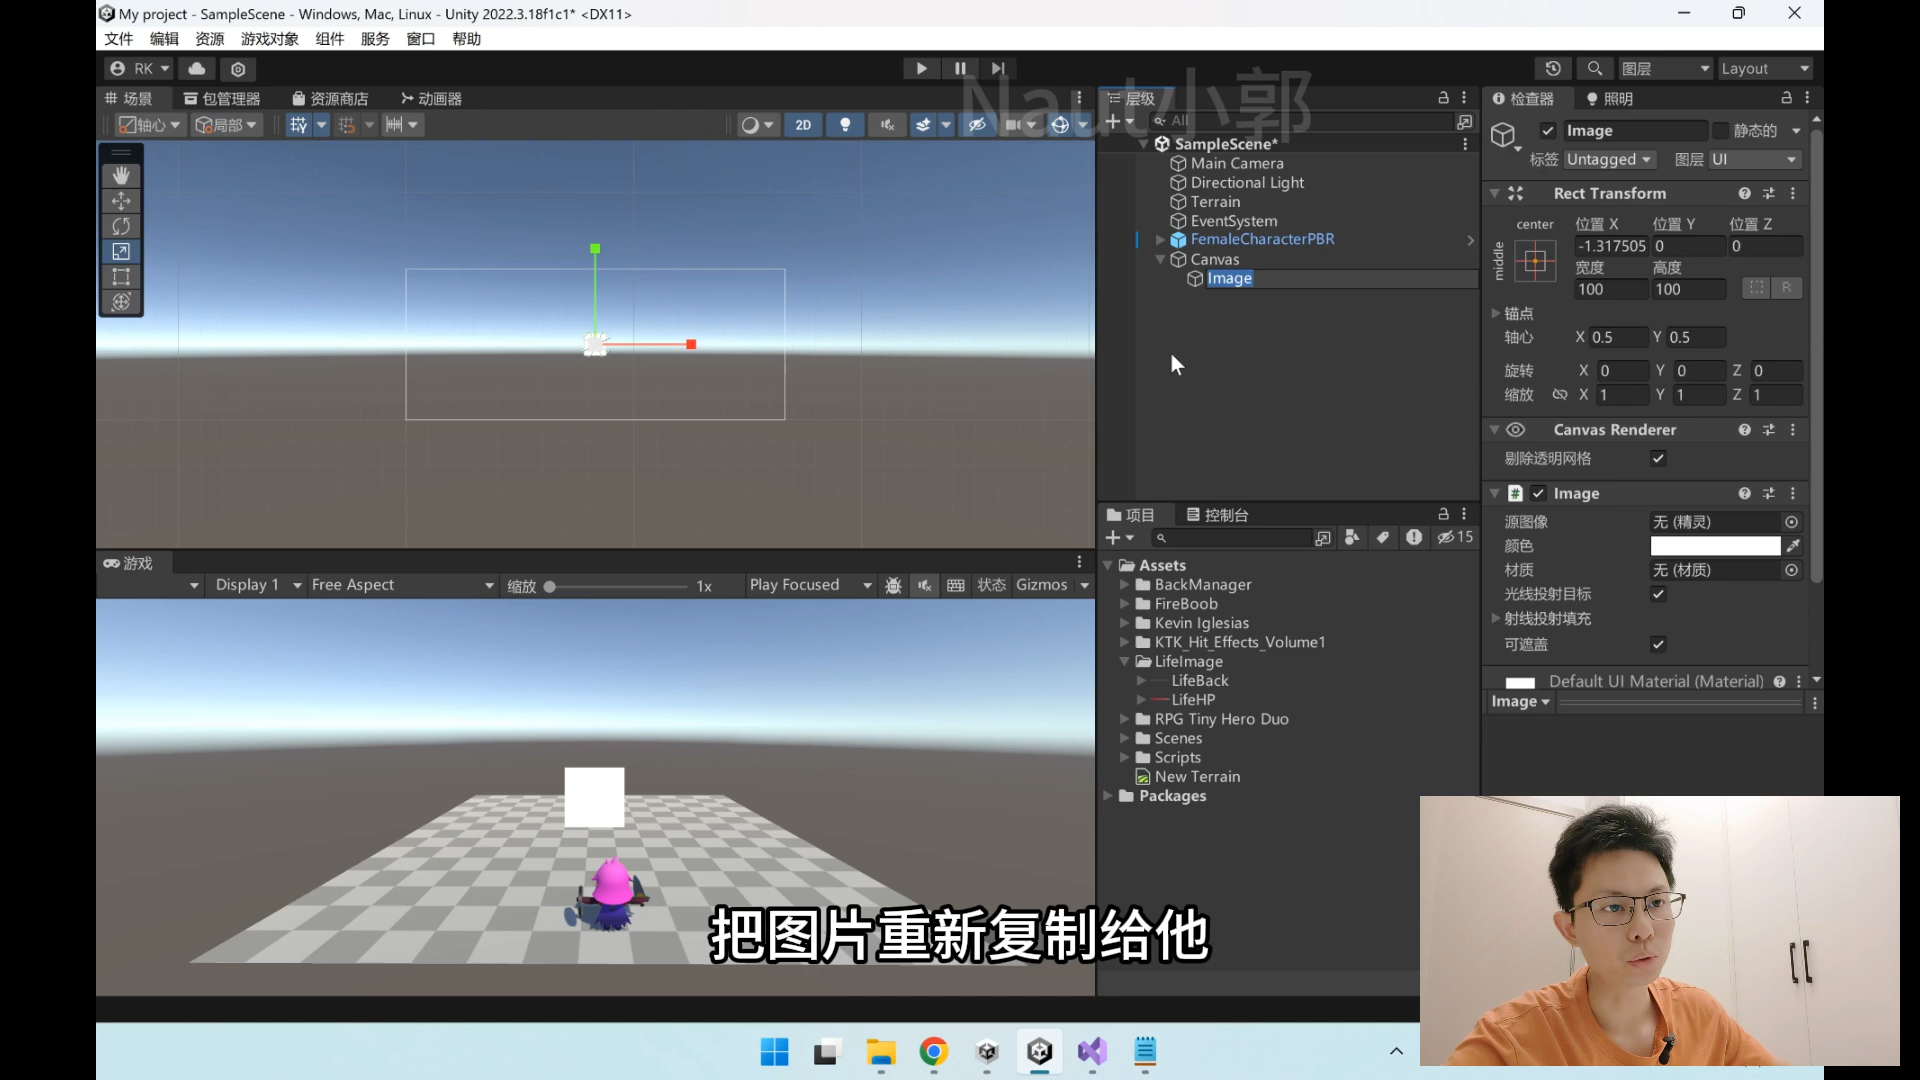 My project - SampleScene - Windows, Mac, Linux - Unity 2022.3.18f1c1* <DX11>
文件 编辑 资源 游戏对象 组件 服务 窗口 帮助
RK 图层 Layout
Naut小郭
场景 包管理器 资源商店 动画器
轴心 局部 2D
层级
All
SampleScene*
Main Camera
Directional Light
Terrain
EventSystem
FemaleCharacterPBR
Canvas
Image
检查器 照明
Image 静态的
标签 Untagged 图层 UI
Rect Transform
center 位置 X 位置 Y 位置 Z
middle -1.317505 0 0
宽度 高度
100 100 R
锚点
轴心 X 0.5 Y 0.5
旋转 X 0 Y 0 Z 0
缩放 X 1 Y 1 Z 1
Canvas Renderer
剔除透明网格
# Image
源图像 无 (精灵)
颜色
材质 无 (材质)
光线投射目标
射线投射填充
可遮盖
Default UI Material (Material)
Image
游戏
Display 1 Free Aspect 缩放 1x Play Focused 状态 Gizmos
项目 控制台
15
Assets
BackManager
FireBoob
Kevin Iglesias
KTK_Hit_Effects_Volume1
LifeImage
LifeBack
LifeHP
RPG Tiny Hero Duo
Scenes
Scripts
New Terrain
Packages
把图片重新复制给他